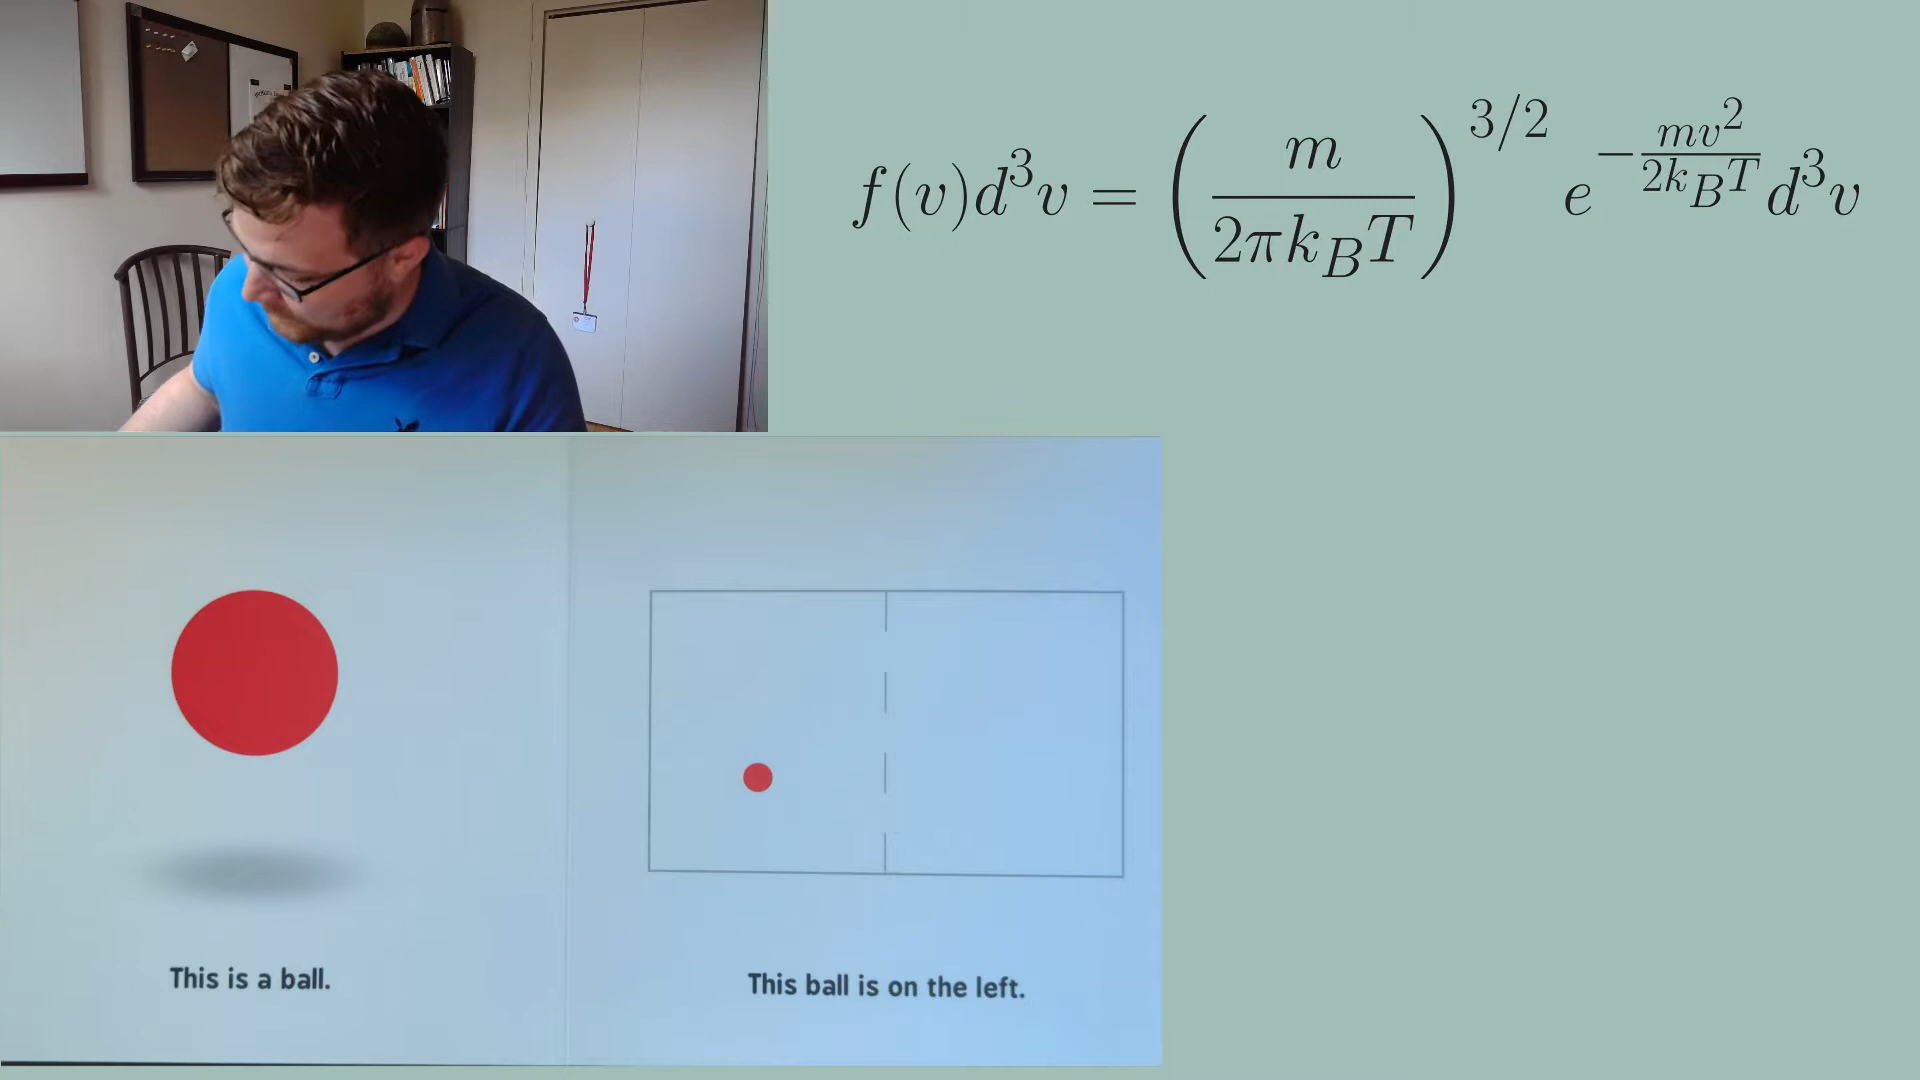 f(v)d³v = (m / 2πk_BT)^{3/2} e^{-mv²/2k_BT} d³v
This is a ball.
This ball is on the left.